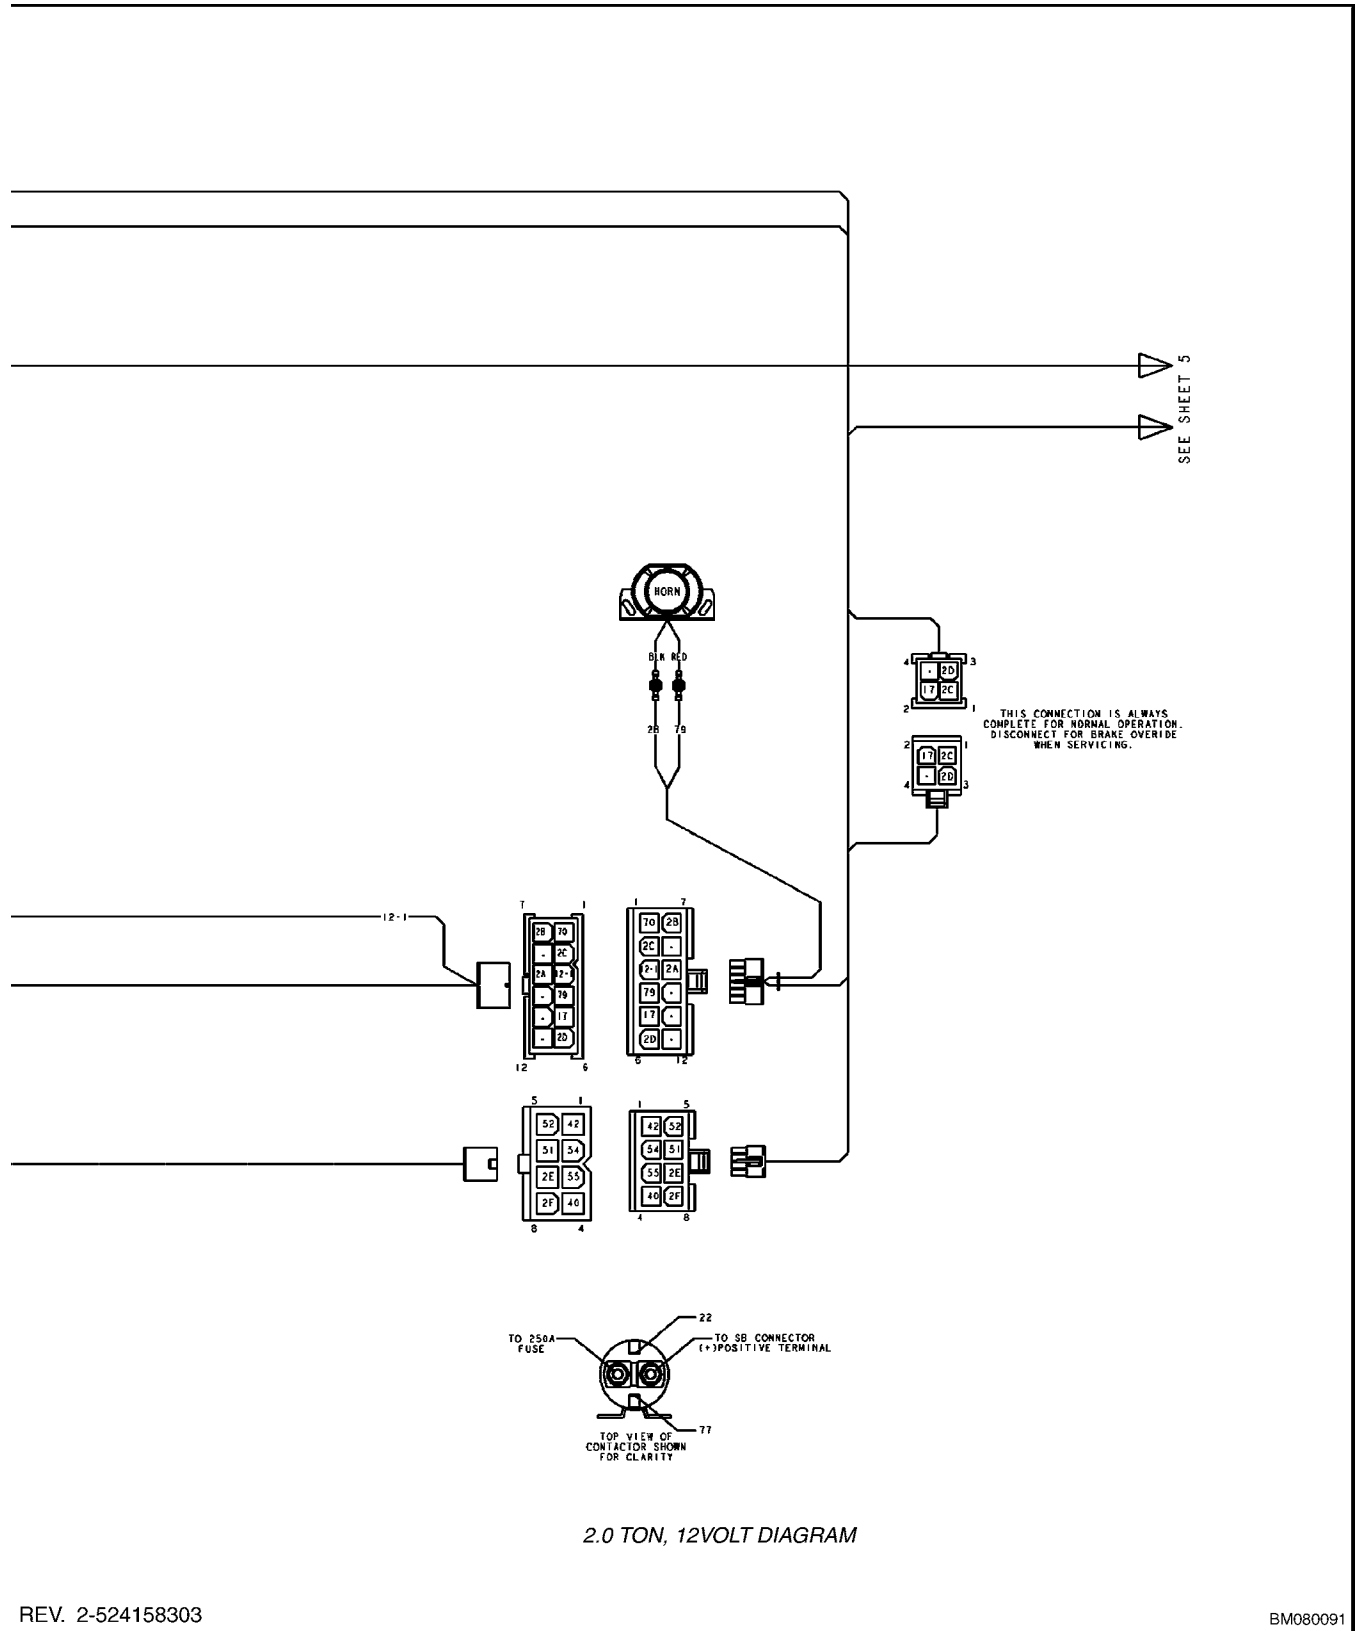 SEE SHEET 5
HORN
BLK RED
2B 79
4 3
- 2D
17 2C
2 1
THIS CONNECTION IS ALWAYS
COMPLETE FOR NORMAL OPERATION.
DISCONNECT FOR BRAKE OVERIDE
WHEN SERVICING.
2 1
17 2C
- 2D
4 3
12-1
7 1
2B 70
- 2C
2A 12-1
- 79
- 17
- 2D
12 6
1 7
70 2B
2C -
12-1 2A
79 -
17 -
2D -
6 12
5 1
52 42
51 54
2E 55
2F 40
8 4
1 5
42 52
54 51
55 2E
40 2F
4 8
22
TO 250A
FUSE
TO SB CONNECTOR
(+)POSITIVE TERMINAL
77
TOP VIEW OF
CONTACTOR SHOWN
FOR CLARITY
2.0 TON, 12VOLT DIAGRAM
REV. 2-524158303
BM080091